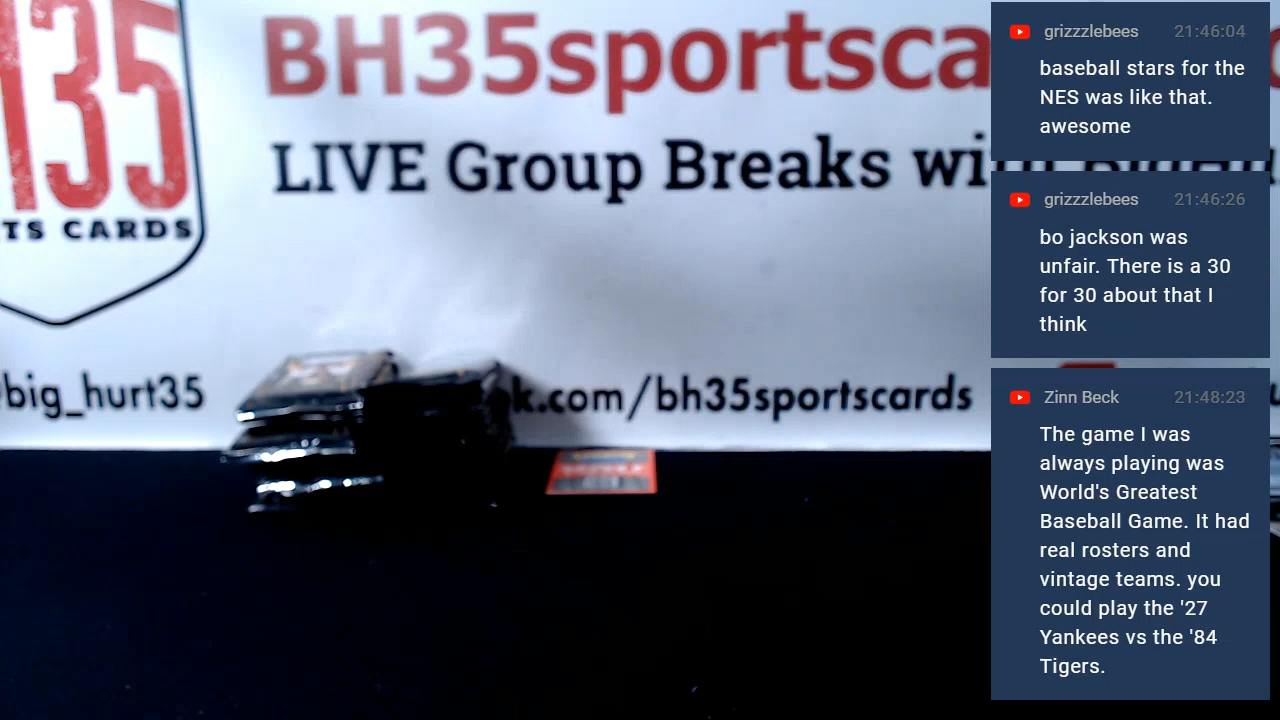 135
TS CARDS
BH35sportsca
LIVE Group Breaks wi
big_hurt35
k.com/bh35sportscards
grizzzlebees 21:46:04
baseball stars for the
NES was like that.
awesome
grizzzlebees 21:46:26
bo jackson was
unfair. There is a 30
for 30 about that I
think
Zinn Beck 21:48:23
The game I was
always playing was
World's Greatest
Baseball Game. It had
real rosters and
vintage teams. you
could play the '27
Yankees vs the '84
Tigers.